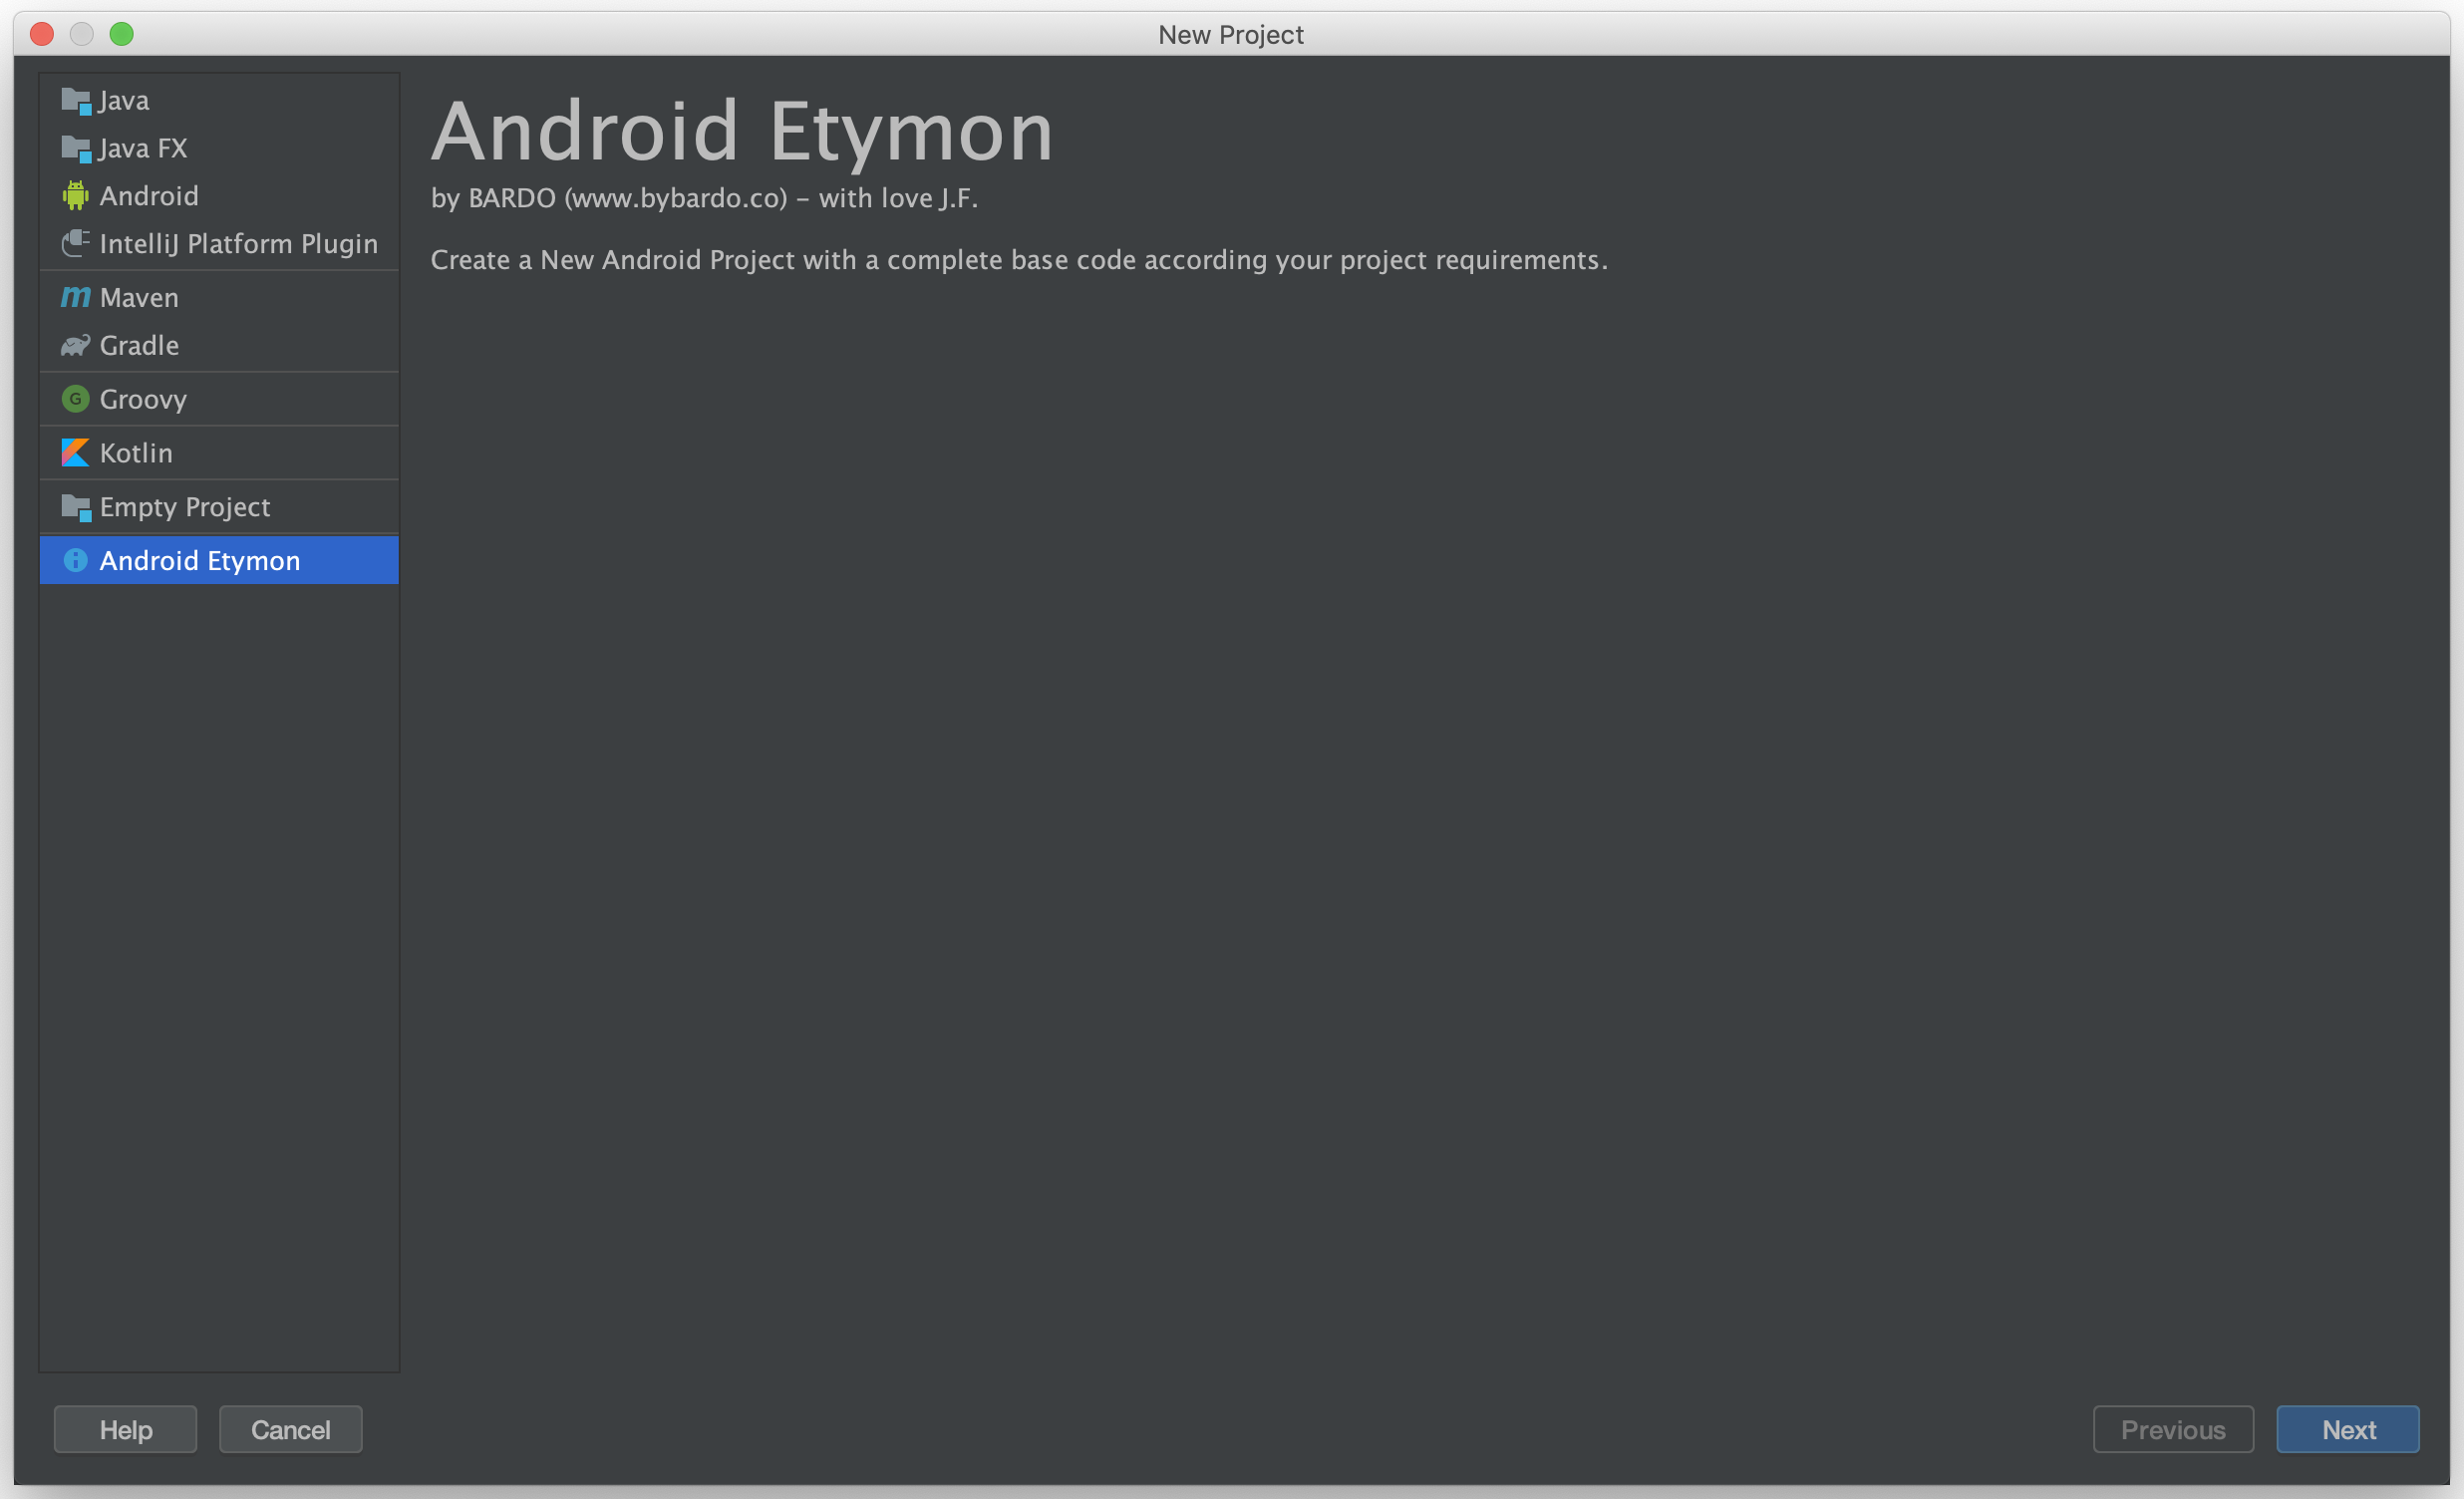 New Project
Java
Java FX
Android
IntelliJ Platform Plugin
Maven
Gradle
Groovy
Kotlin
Empty Project
Android Etymon
Android Etymon
by BARDO (www.bybardo.co) – with love J.F.
Create a New Android Project with a complete base code according your project requirements.
Help
Cancel
Previous
Next